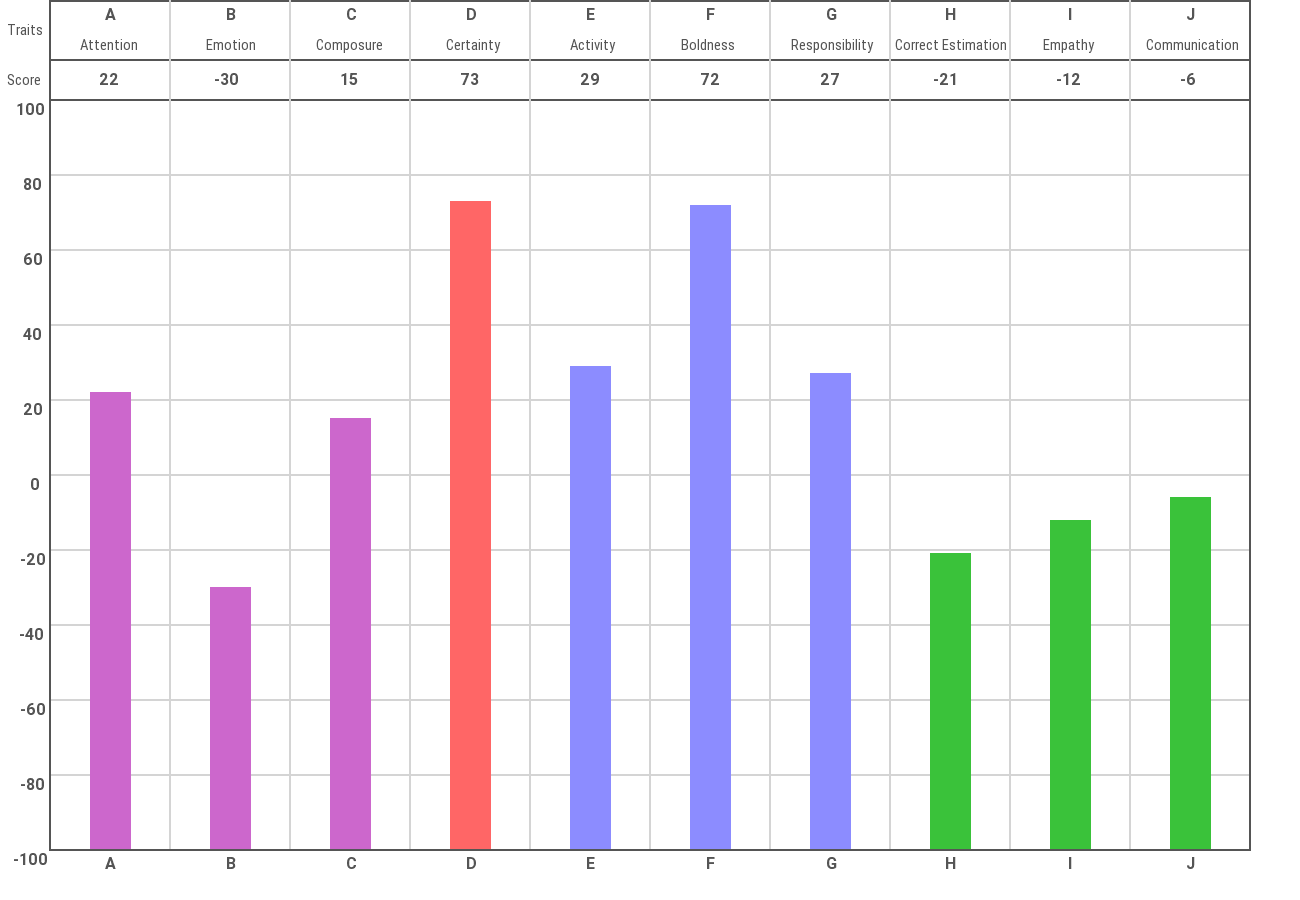 Traits
A B C D E F G H I J
Attention Emotion Composure Certainty Activity Boldness Responsibility Correct Estimation Empathy Communication
Score 22 -30 15 73 29 72 27 -21 -12 -6
100
80
60
40
20
0
-20
-40
-60
-80
-100
A B C D E F G H I J